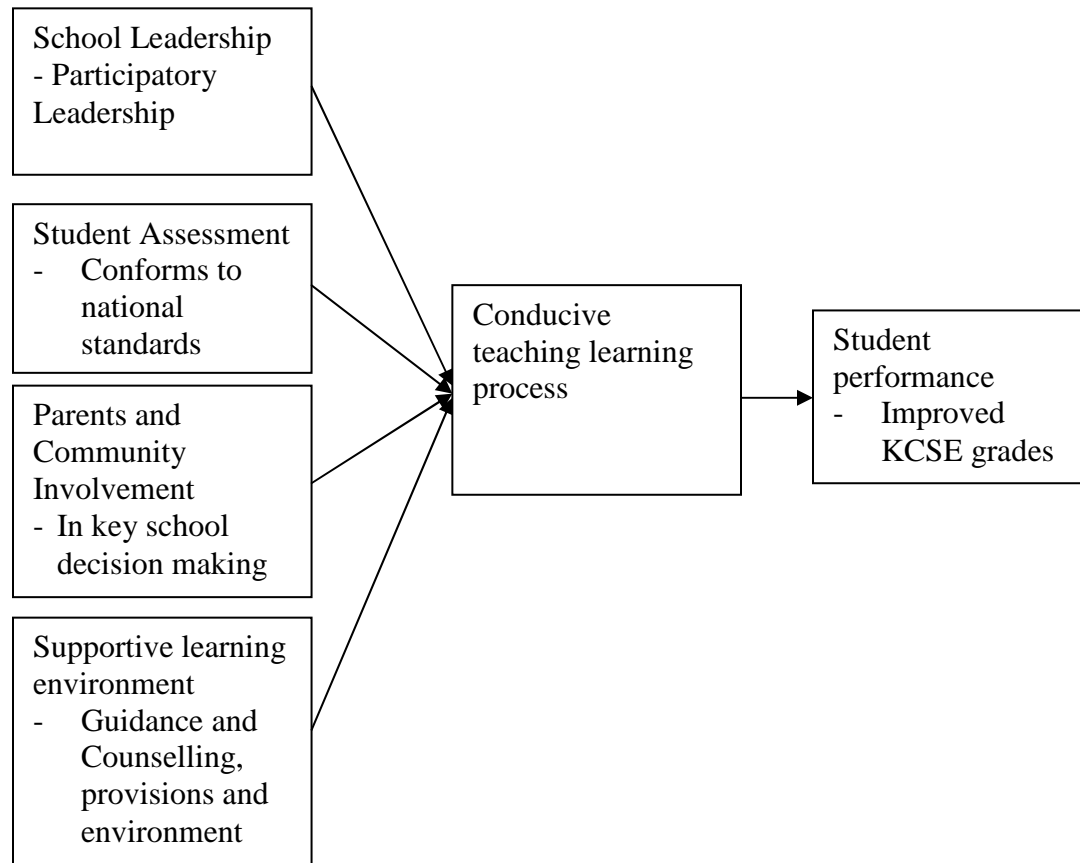 School Leadership
- Participatory
Leadership
Student Assessment
- Conforms to
national
standards
Parents and
Community
Involvement
- In key school
decision making
Supportive learning
environment
- Guidance and
Counselling,
provisions and
environment
Conducive
teaching learning
process
Student
performance
- Improved
KCSE grades